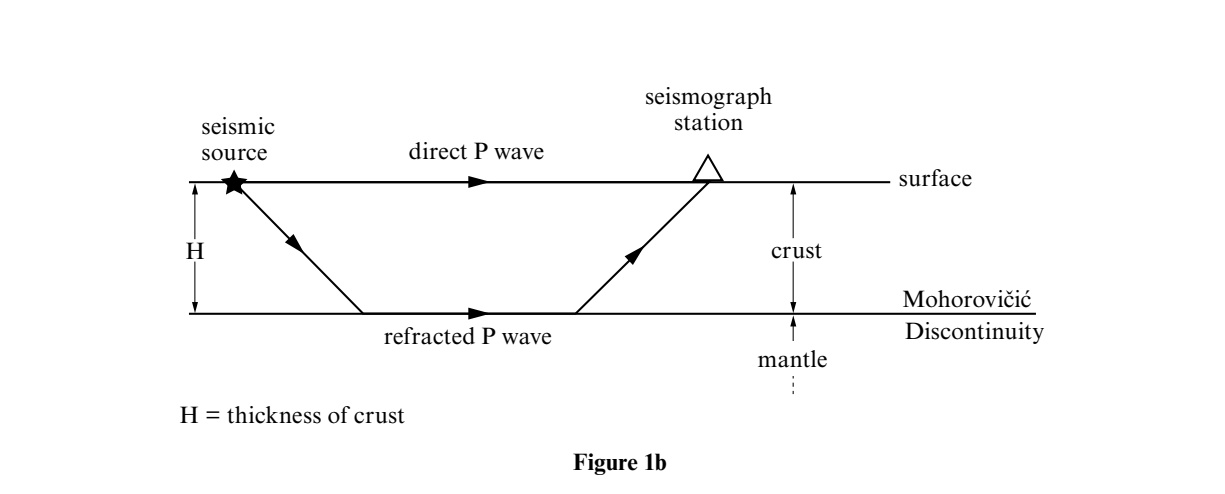 seismograph
station
seismic
source
direct P wave
surface
H
crust
Mohorovičić
Discontinuity
refracted P wave
mantle
H = thickness of crust
Figure 1b